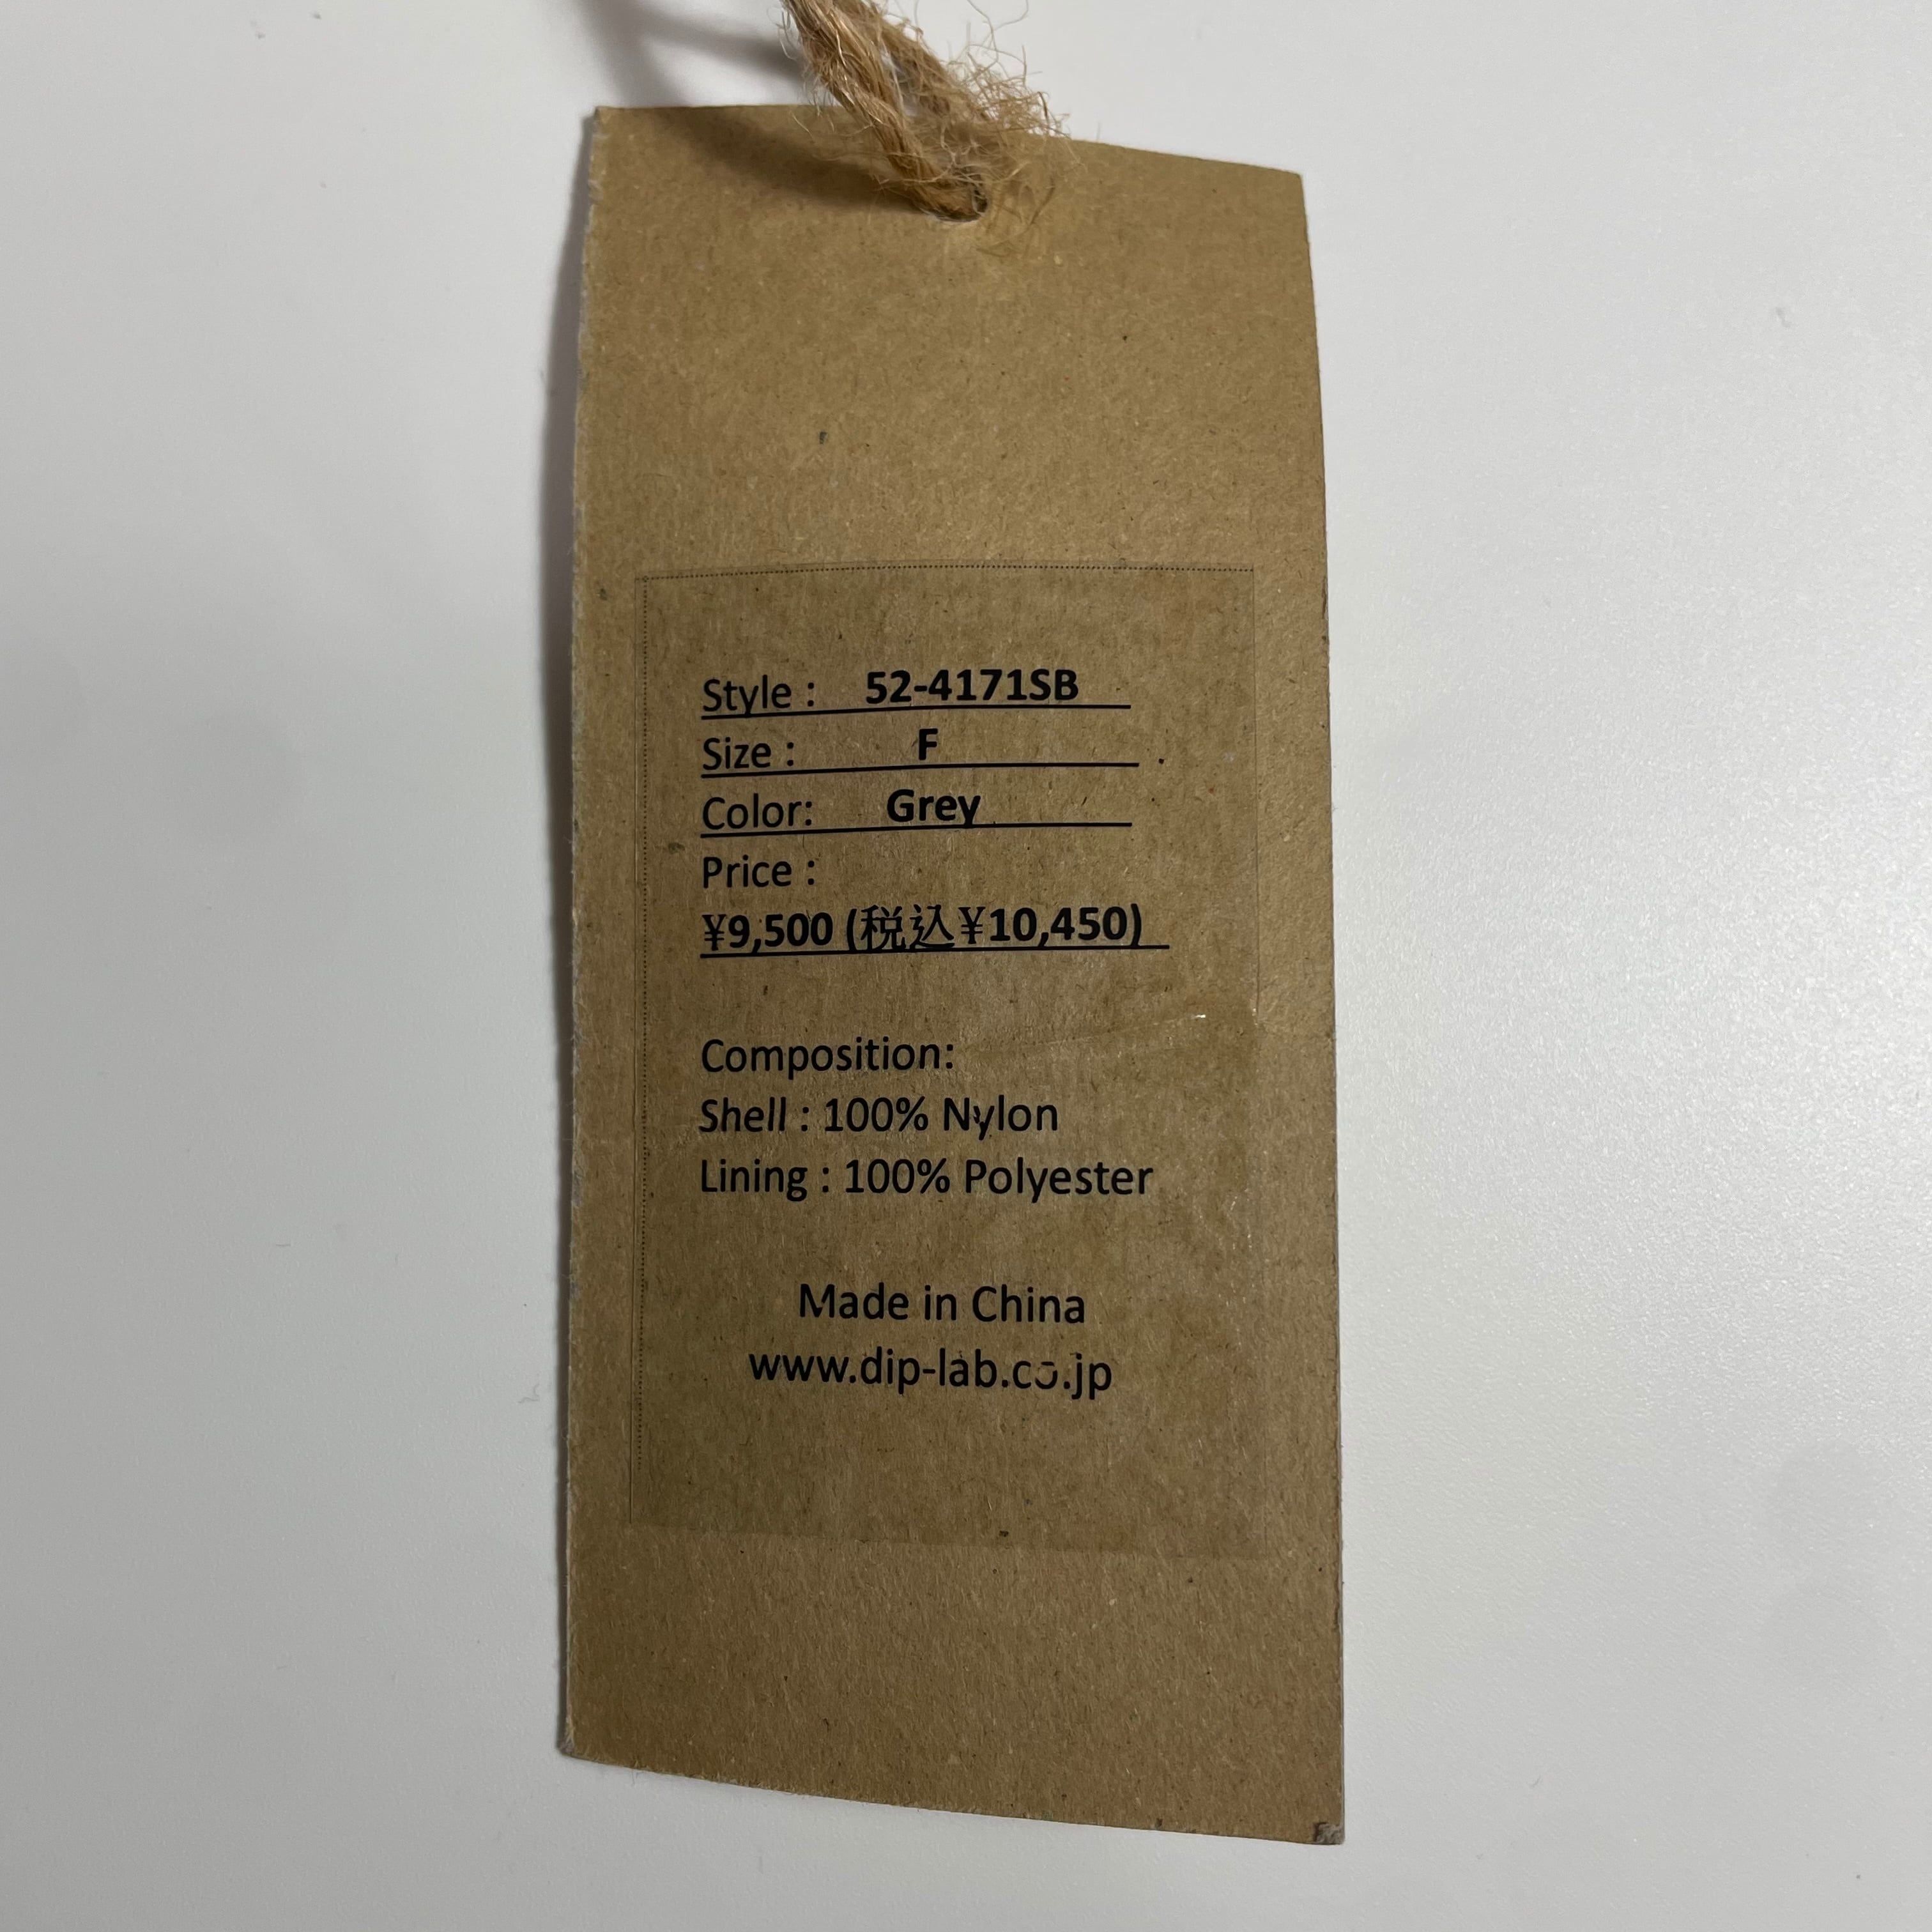 Style : 52-4171SB
Size : F
Color: Grey
Price :
¥9,500 (税込¥10,450)
Composition:
Shell : 100% Nylon
Lining : 100% Polyester
Made in China
www.dip-lab.co.jp